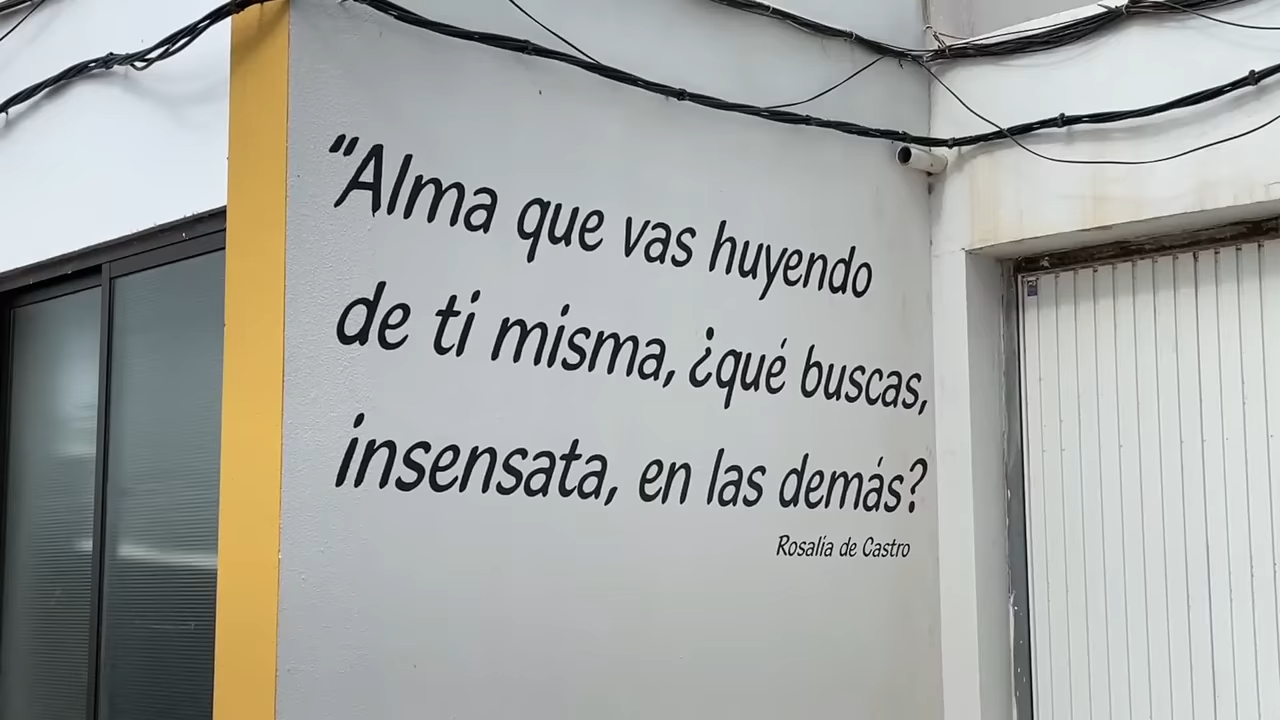 "Alma que vas huyendo
de ti misma, ¿qué buscas,
insensata, en las demás?
Rosalía de Castro